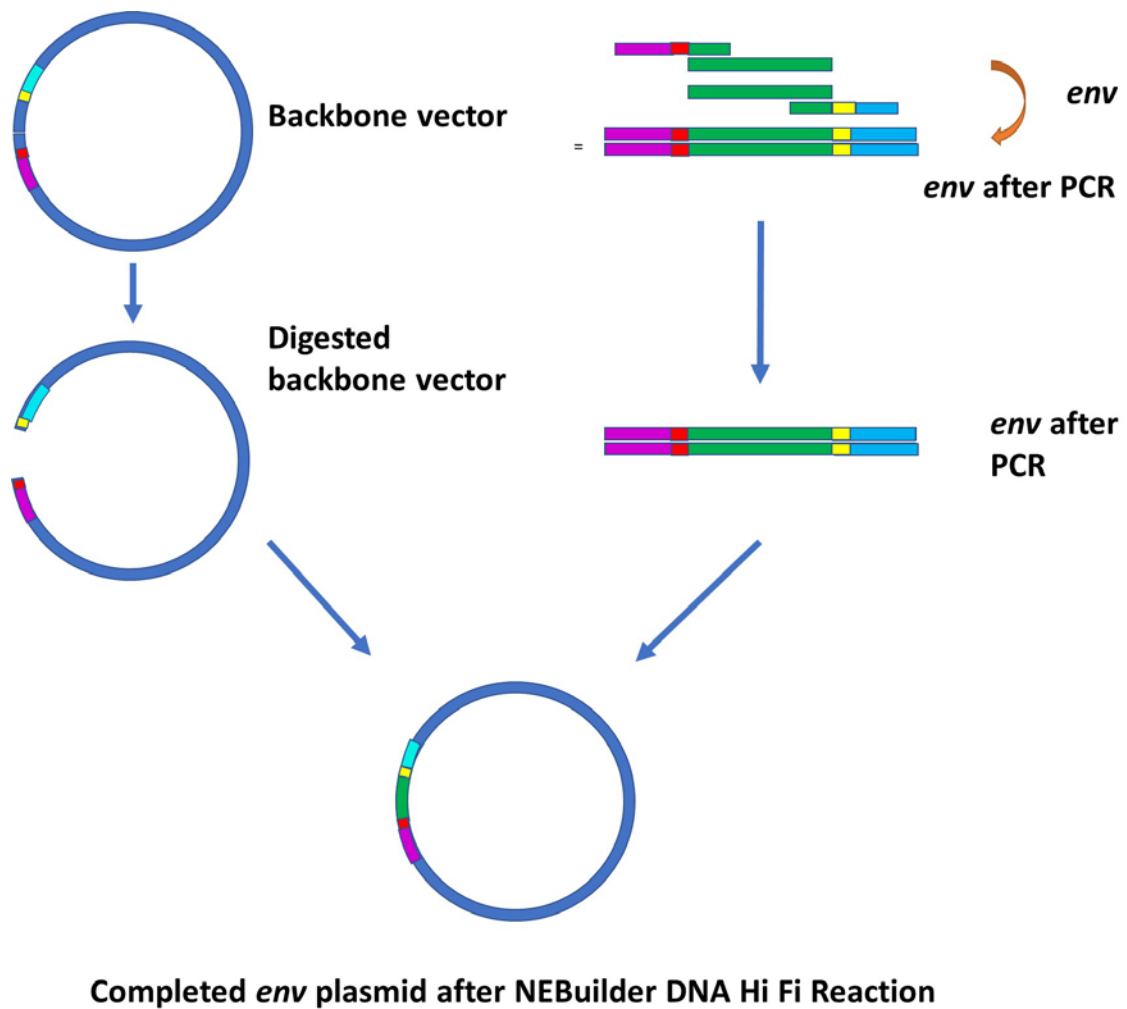 Backbone vector
env
=
env after PCR
Digested
backbone vector
env after
PCR
Completed env plasmid after NEBuilder DNA Hi Fi Reaction